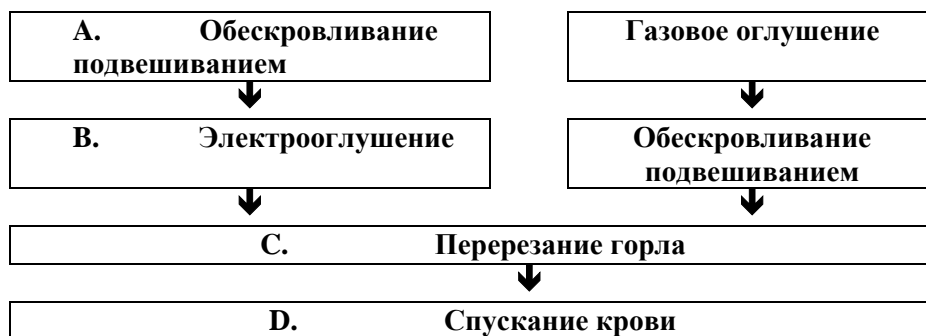 A. Обескровливание
подвешиванием
Газовое оглушение
B. Электрооглушение
Обескровливание
подвешиванием
C. Перерезание горла
D. Спускание крови